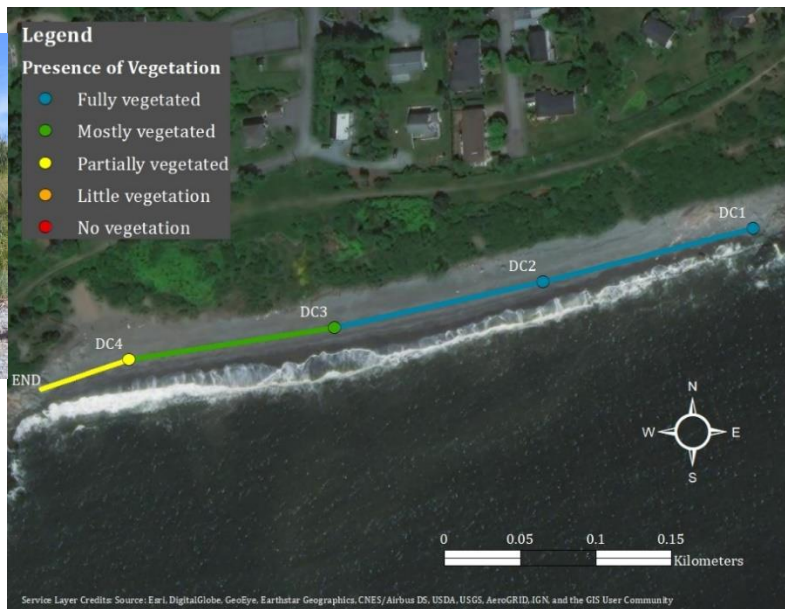 Legend
Presence of Vegetation
Fully vegetated
Mostly vegetated
Partially vegetated
Little vegetation
No vegetation
DC1
DC2
DC3
DC4
END
N
W E
S
0 0.05 0.1 0.15
Kilometers
Service Layer Credits: Source: Esri, DigitalGlobe, GeoEye, Earthstar Geographics, CNES/Airbus DS, USDA, USGS, AeroGRID, IGN, and the GIS User Community